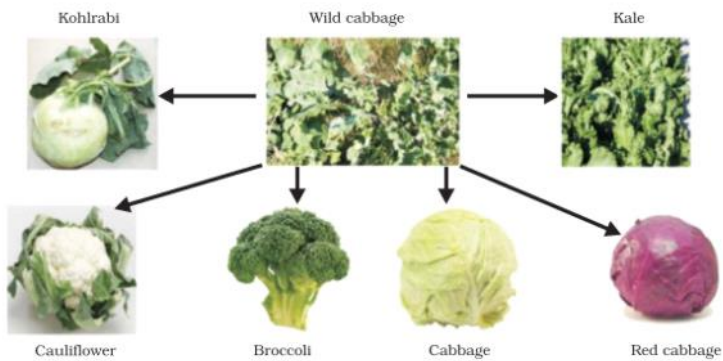 Kohlrabi
Wild cabbage
Kale
Cauliflower
Broccoli
Cabbage
Red cabbage